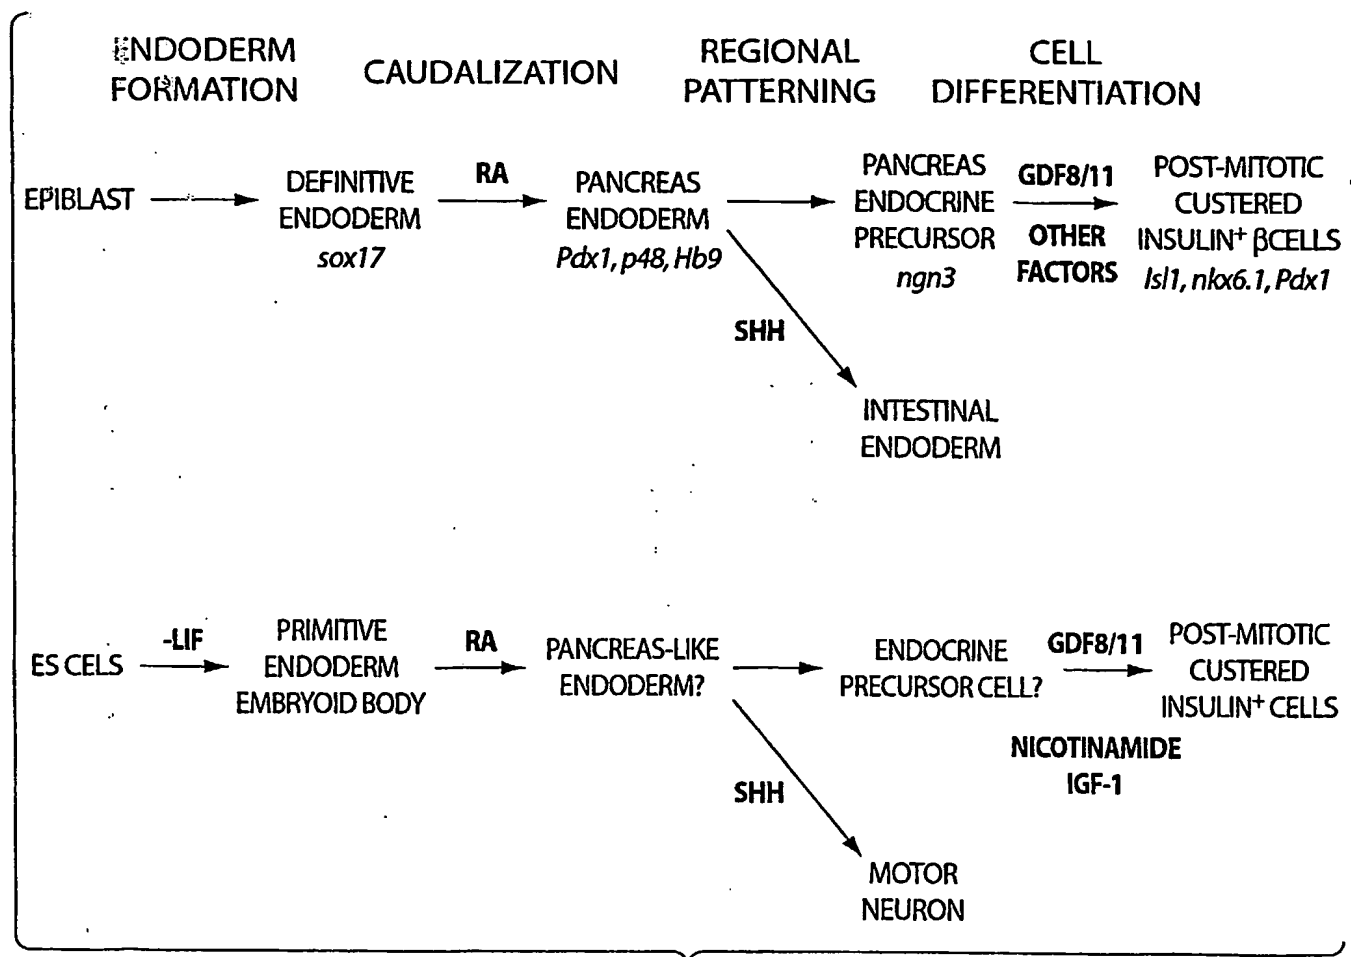 ENDODERM
FORMATION
CAUDALIZATION
REGIONAL
PATTERNING
CELL
DIFFERENTIATION
EPIBLAST
DEFINITIVE
ENDODERM
sox17
RA
PANCREAS
ENDODERM
Pdx1, p48, Hb9
PANCREAS
ENDOCRINE
PRECURSOR
ngn3
GDF8/11
OTHER
FACTORS
POST-MITOTIC
CUSTERED
INSULIN⁺ βCELLS
Isl1, nkx6.1, Pdx1
SHH
INTESTINAL
ENDODERM
ES CELS
-LIF
PRIMITIVE
ENDODERM
EMBRYOID BODY
RA
PANCREAS-LIKE
ENDODERM?
ENDOCRINE
PRECURSOR CELL?
GDF8/11
NICOTINAMIDE
IGF-1
POST-MITOTIC
CUSTERED
INSULIN⁺ CELLS
SHH
MOTOR
NEURON